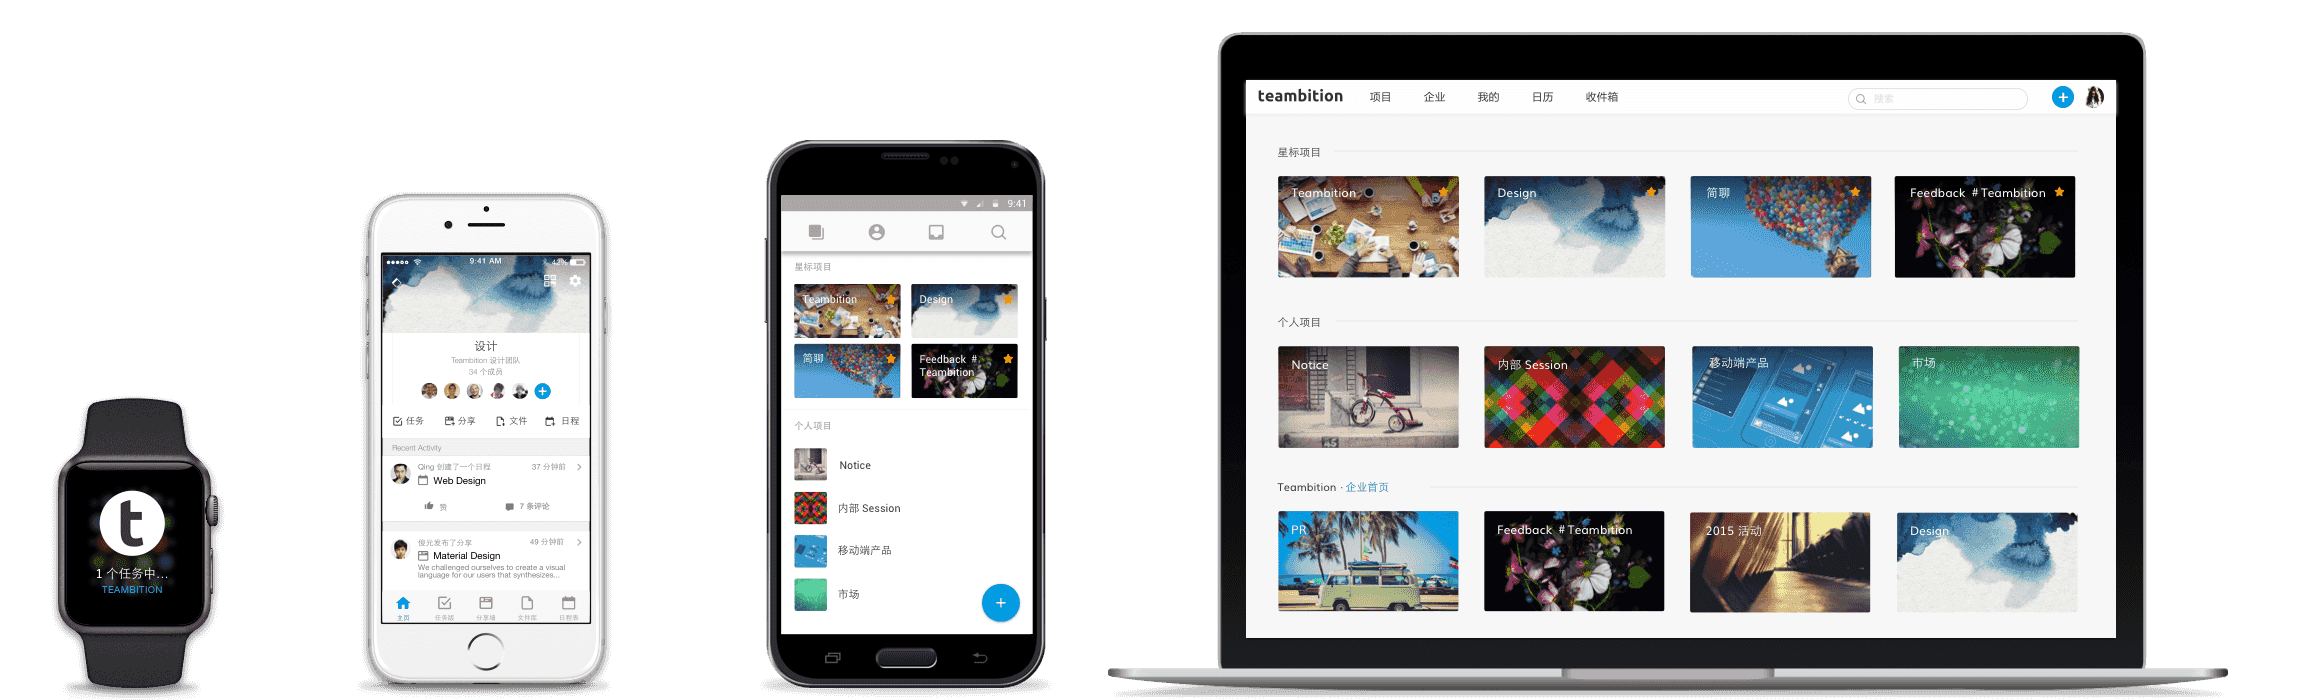 t
1 个任务中...
TEAMBITION
9:41 AM
42%
设计
Teambition 设计团队
34 个成员
任务
分享
文件
日程
Recent Activity
Qing 创建了一个日程
37 分钟前
Web Design
赞
7 条评论
俊元发布了分享
49 分钟前
Material Design
We challenged ourselves to create a visual
language for our users that synthesizes...
主页
任务板
分享墙
文件库
日程表
9:41
星标项目
Teambition
Design
简聊
Feedback #
Teambition
个人项目
Notice
内部 Session
移动端产品
市场
teambition
项目
企业
我的
日历
收件箱
搜索
星标项目
Teambition
Design
简聊
Feedback #Teambition
个人项目
Notice
内部 Session
移动端产品
市场
Teambition · 企业首页
PR
Feedback #Teambition
2015 活动
Design